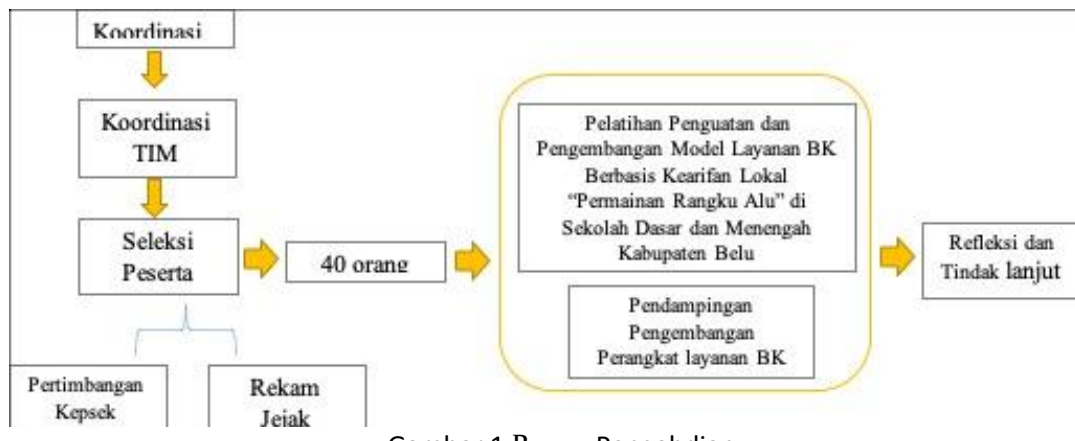 Koordinasi
Koordinasi
TIM
Seleksi
Peserta
40 orang
Pertimbangan
Kepsek
Rekam
Jejak
Pelatihan Penguatan dan
Pengembangan Model Layanan BK
Berbasis Kearifan Lokal
“Permainan Rangku Alu” di
Sekolah Dasar dan Menengah
Kabupaten Belu
Pendampingan
Pengembangan
Perangkat layanan BK
Refleksi dan
Tindak lanjut
Gambar 1 Pengabdian